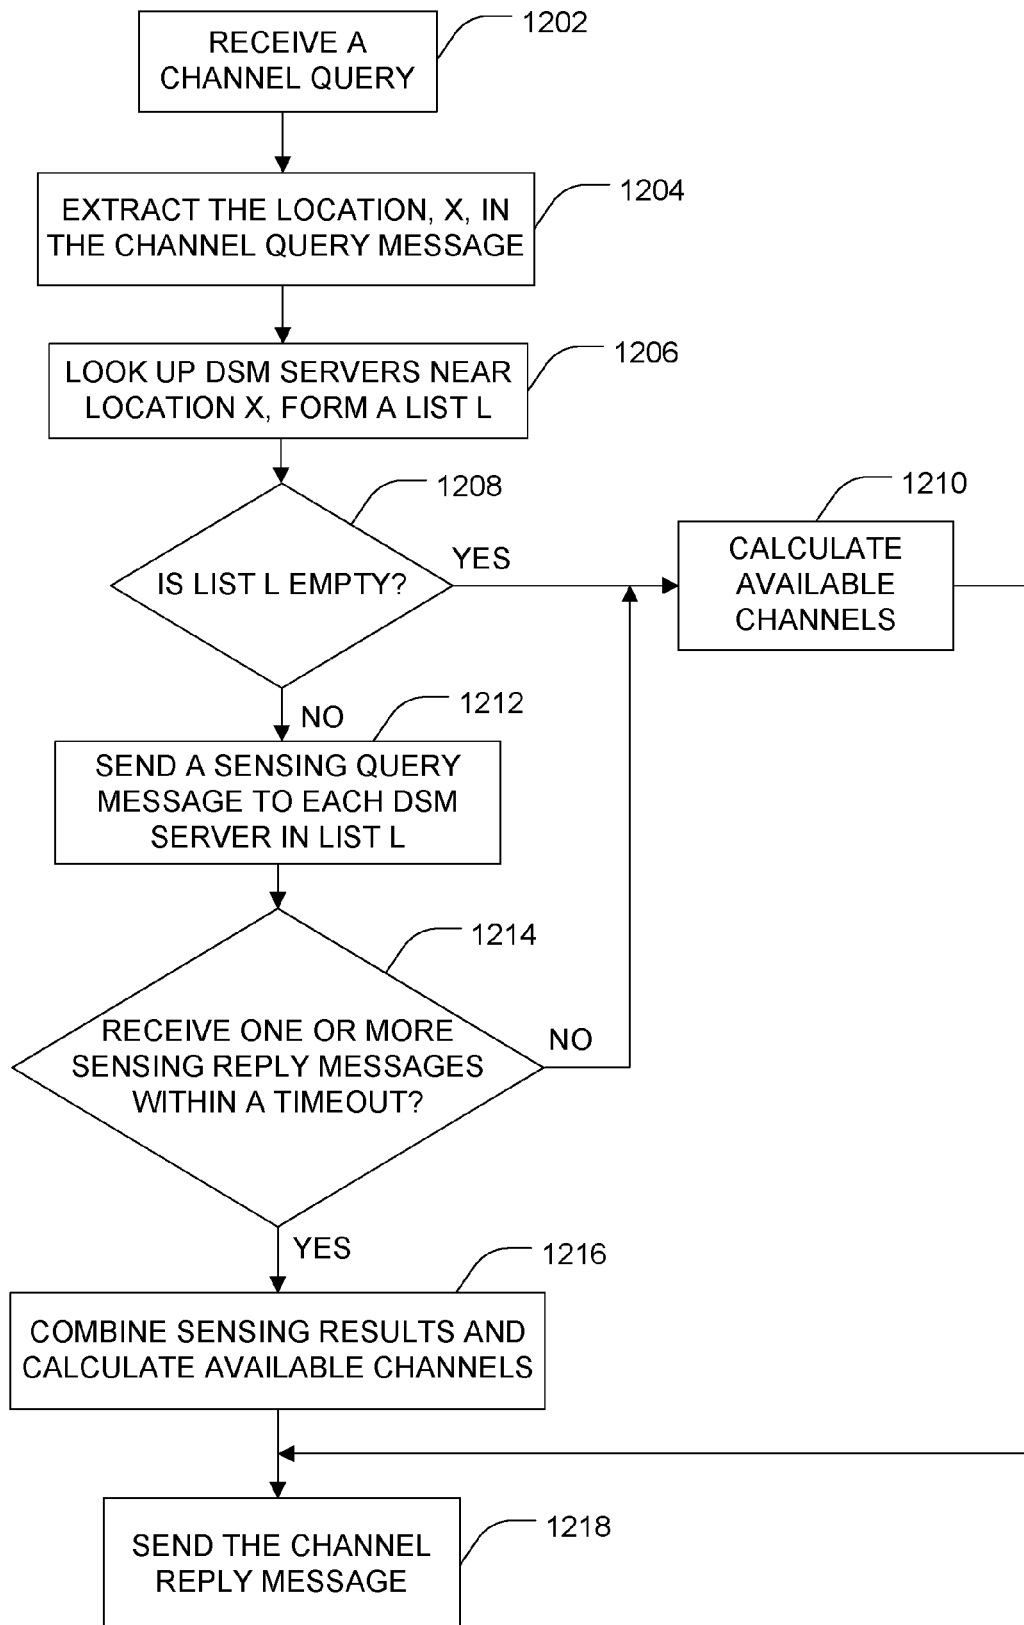 1202
RECEIVE A
CHANNEL QUERY
1204
EXTRACT THE LOCATION, X, IN
THE CHANNEL QUERY MESSAGE
1206
LOOK UP DSM SERVERS NEAR
LOCATION X, FORM A LIST L
1208
IS LIST L EMPTY?
YES
1210
CALCULATE
AVAILABLE
CHANNELS
NO
1212
SEND A SENSING QUERY
MESSAGE TO EACH DSM
SERVER IN LIST L
1214
RECEIVE ONE OR MORE
SENSING REPLY MESSAGES
WITHIN A TIMEOUT?
NO
YES
1216
COMBINE SENSING RESULTS AND
CALCULATE AVAILABLE CHANNELS
1218
SEND THE CHANNEL
REPLY MESSAGE